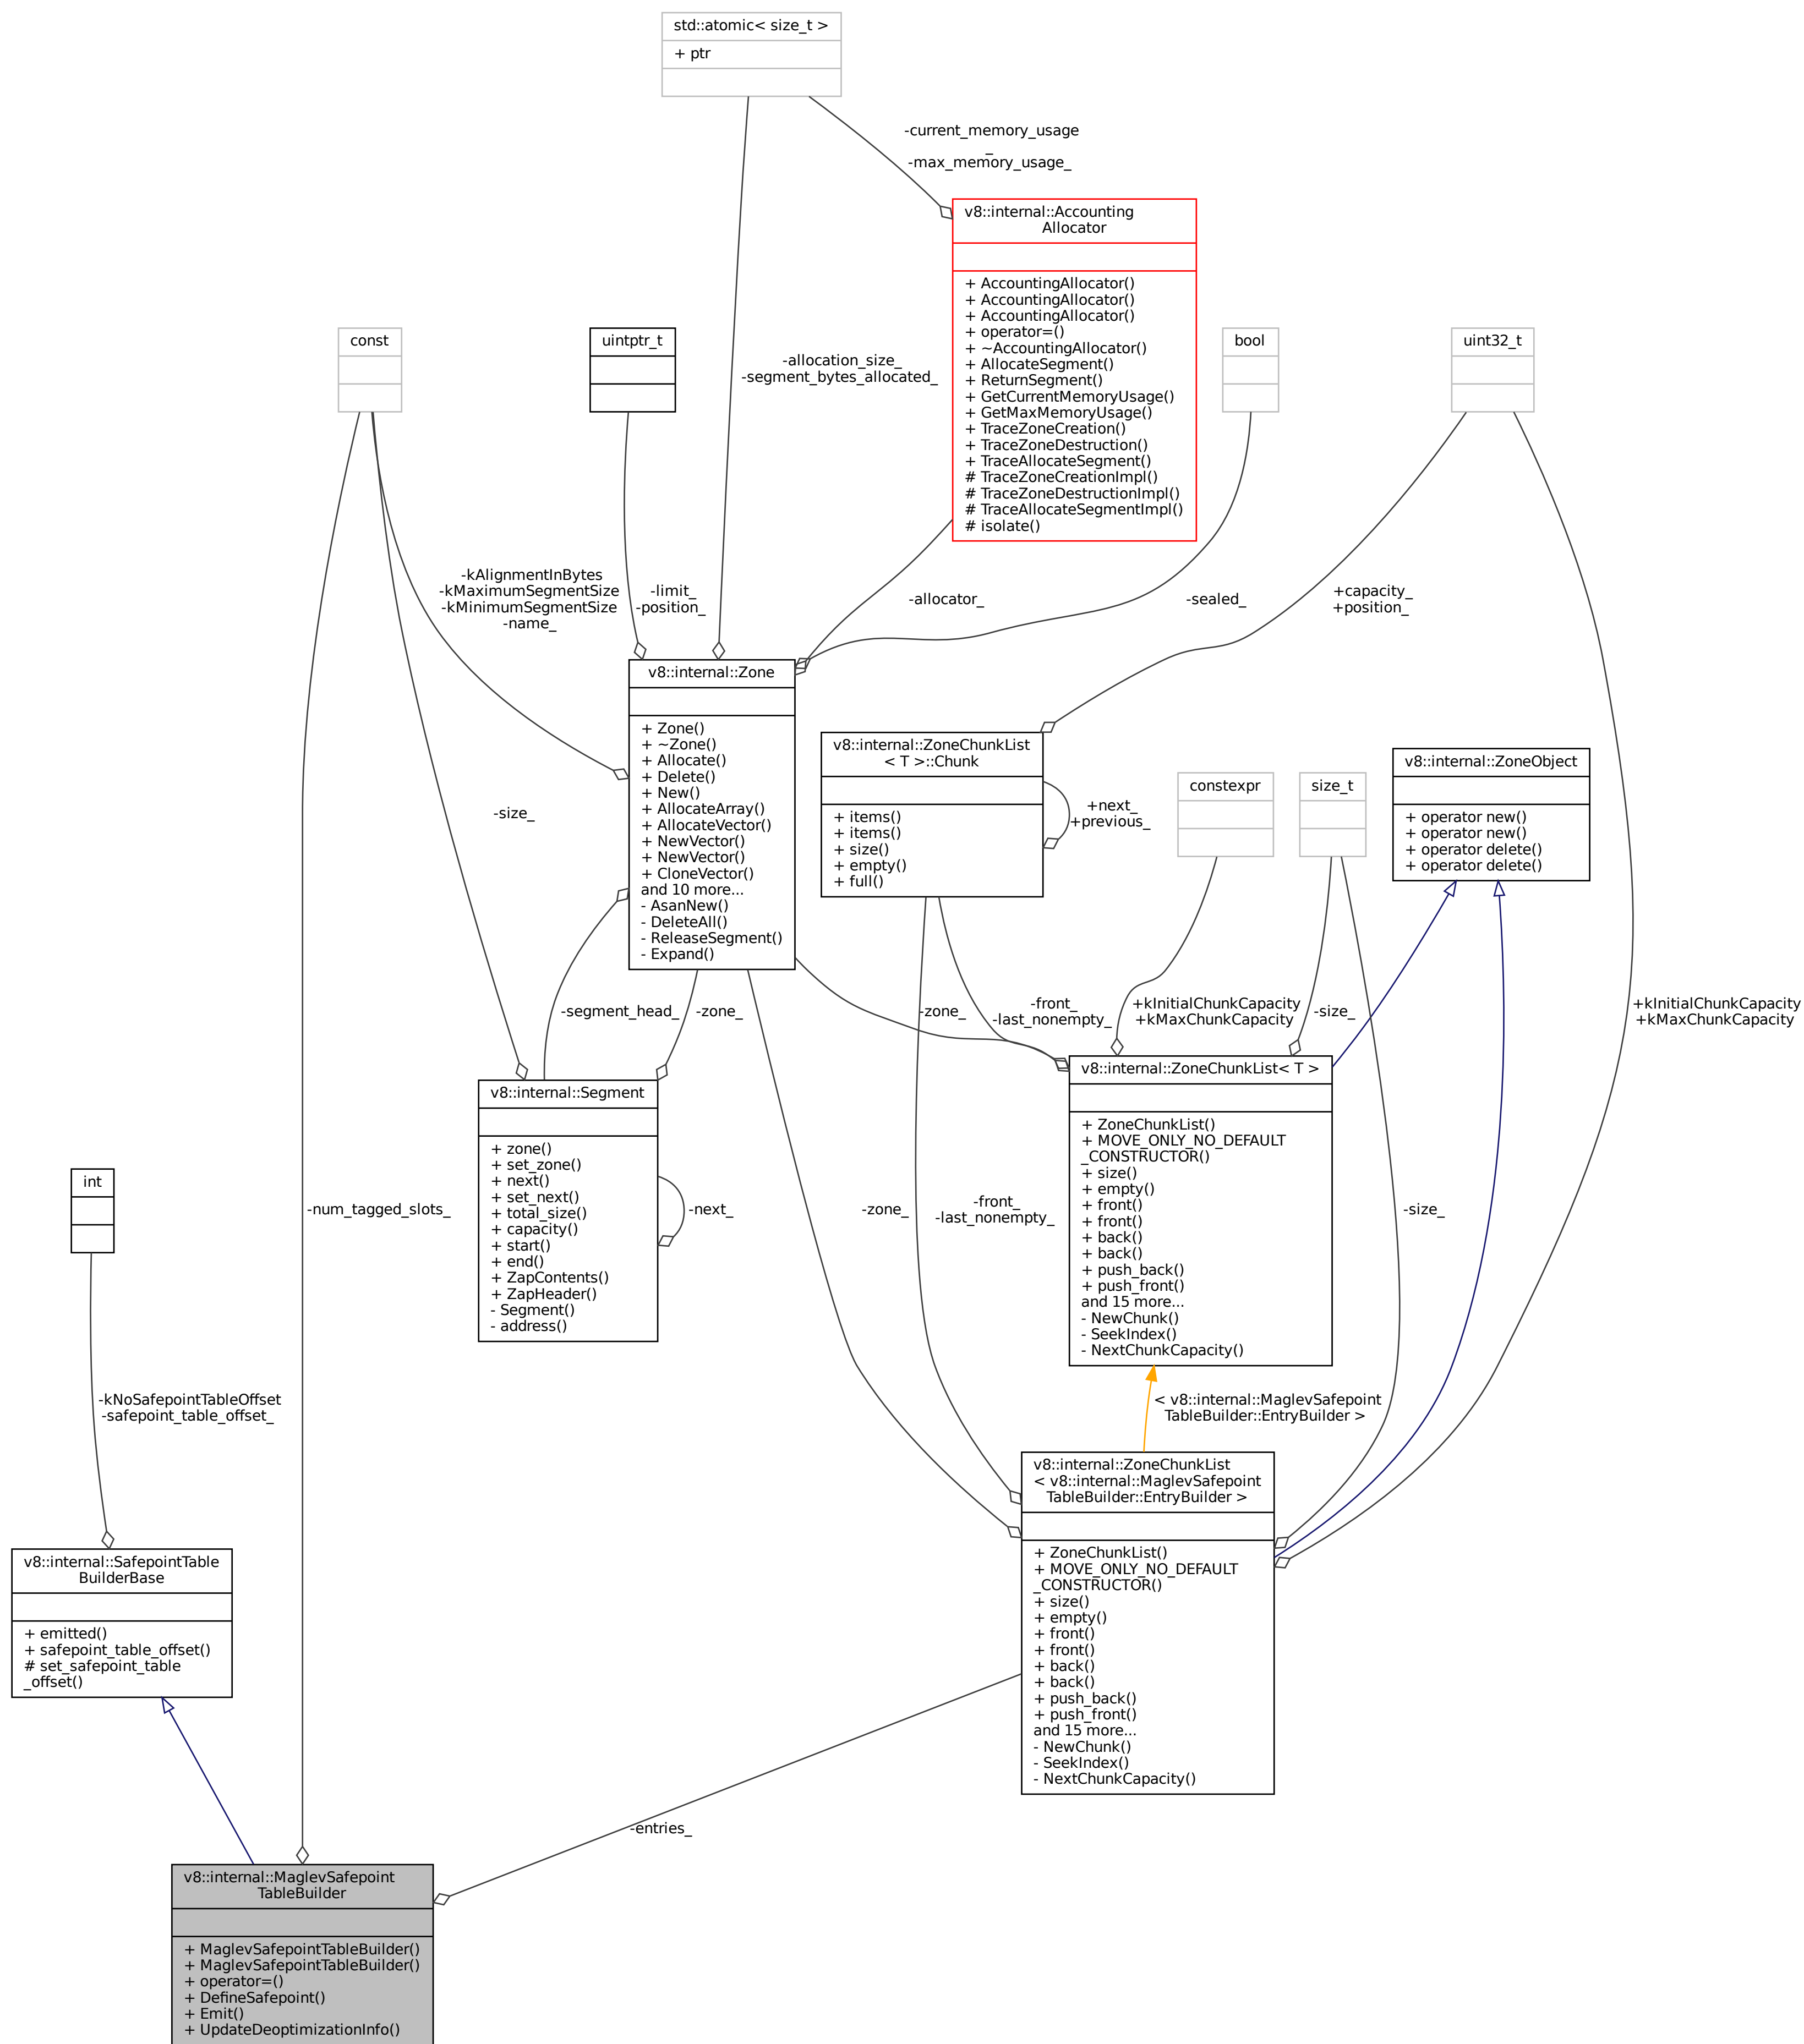 std::atomic< size_t >
+ ptr
-current_memory_usage
_
-max_memory_usage_
v8::internal::Accounting
Allocator
+ AccountingAllocator()
+ AccountingAllocator()
+ AccountingAllocator()
+ operator=()
+ ~AccountingAllocator()
+ AllocateSegment()
+ ReturnSegment()
+ GetCurrentMemoryUsage()
+ GetMaxMemoryUsage()
+ TraceZoneCreation()
+ TraceZoneDestruction()
+ TraceAllocateSegment()
# TraceZoneCreationImpl()
# TraceZoneDestructionImpl()
# TraceAllocateSegmentImpl()
# isolate()
const
uintptr_t
-allocation_size_
-segment_bytes_allocated_
bool
uint32_t
-kAlignmentInBytes
-kMaximumSegmentSize
-kMinimumSegmentSize
-name_
-limit_
-position_
-allocator_
-sealed_
+capacity_
+position_
v8::internal::Zone
+ Zone()
+ ~Zone()
+ Allocate()
+ Delete()
+ New()
+ AllocateArray()
+ AllocateVector()
+ NewVector()
+ NewVector()
+ CloneVector()
and 10 more...
- AsanNew()
- DeleteAll()
- ReleaseSegment()
- Expand()
v8::internal::ZoneChunkList
< T >::Chunk
+ items()
+ items()
+ size()
+ empty()
+ full()
+next_
+previous_
constexpr
size_t
v8::internal::ZoneObject
+ operator new()
+ operator new()
+ operator delete()
+ operator delete()
-size_
-segment_head_
-zone_
-zone_
-front_
-last_nonempty_
+kInitialChunkCapacity
+kMaxChunkCapacity
-size_
+kInitialChunkCapacity
+kMaxChunkCapacity
v8::internal::Segment
+ zone()
+ set_zone()
+ next()
+ set_next()
+ total_size()
+ capacity()
+ start()
+ end()
+ ZapContents()
+ ZapHeader()
- Segment()
- address()
-next_
v8::internal::ZoneChunkList< T >
+ ZoneChunkList()
+ MOVE_ONLY_NO_DEFAULT
_CONSTRUCTOR()
+ size()
+ empty()
+ front()
+ front()
+ back()
+ back()
+ push_back()
+ push_front()
and 15 more...
- NewChunk()
- SeekIndex()
- NextChunkCapacity()
int
-num_tagged_slots_
-zone_
-front_
-last_nonempty_
-size_
-kNoSafepointTableOffset
-safepoint_table_offset_
< v8::internal::MaglevSafepoint
TableBuilder::EntryBuilder >
v8::internal::ZoneChunkList
< v8::internal::MaglevSafepoint
TableBuilder::EntryBuilder >
+ ZoneChunkList()
+ MOVE_ONLY_NO_DEFAULT
_CONSTRUCTOR()
+ size()
+ empty()
+ front()
+ front()
+ back()
+ back()
+ push_back()
+ push_front()
and 15 more...
- NewChunk()
- SeekIndex()
- NextChunkCapacity()
v8::internal::SafepointTable
BuilderBase
+ emitted()
+ safepoint_table_offset()
# set_safepoint_table
_offset()
-entries_
v8::internal::MaglevSafepoint
TableBuilder
+ MaglevSafepointTableBuilder()
+ MaglevSafepointTableBuilder()
+ operator=()
+ DefineSafepoint()
+ Emit()
+ UpdateDeoptimizationInfo()